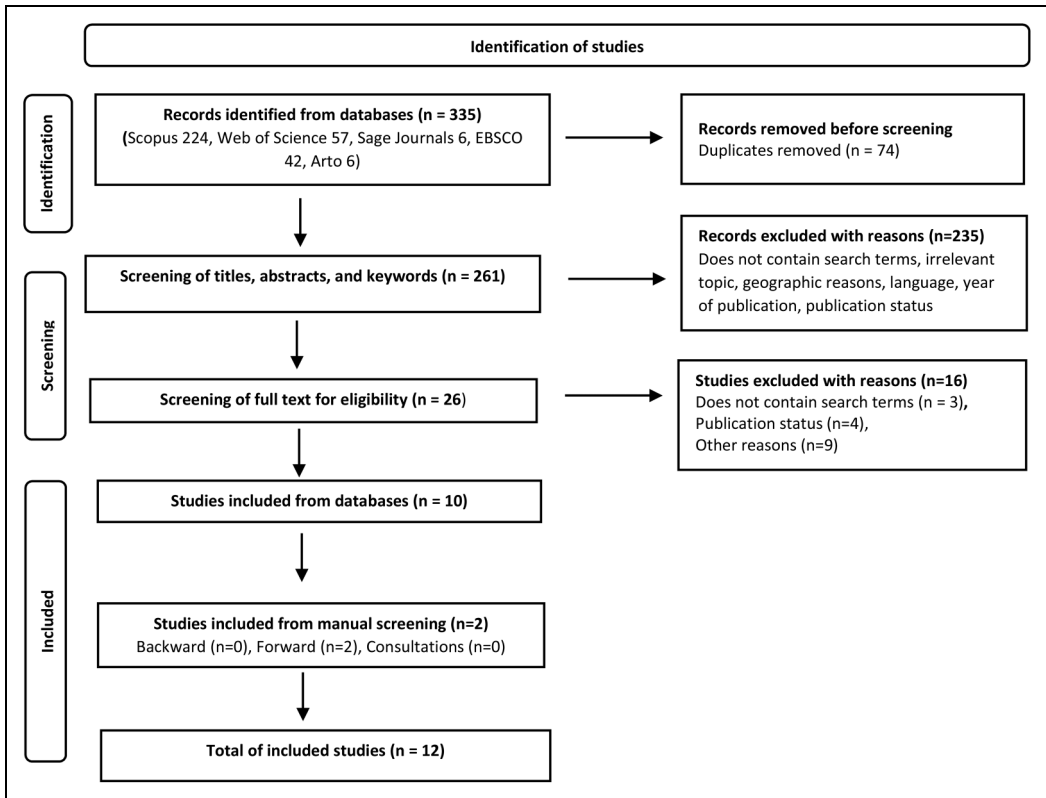 Identification of studies
Identification
Records identified from databases (n = 335)
(Scopus 224, Web of Science 57, Sage Journals 6, EBSCO
42, Arto 6)
Records removed before screening
Duplicates removed (n = 74)
Screening
Screening of titles, abstracts, and keywords (n = 261)
Records excluded with reasons (n=235)
Does not contain search terms, irrelevant
topic, geographic reasons, language, year
of publication, publication status
Screening of full text for eligibility (n = 26)
Studies excluded with reasons (n=16)
Does not contain search terms (n = 3),
Publication status (n=4),
Other reasons (n=9)
Included
Studies included from databases (n = 10)
Studies included from manual screening (n=2)
Backward (n=0), Forward (n=2), Consultations (n=0)
Total of included studies (n = 12)